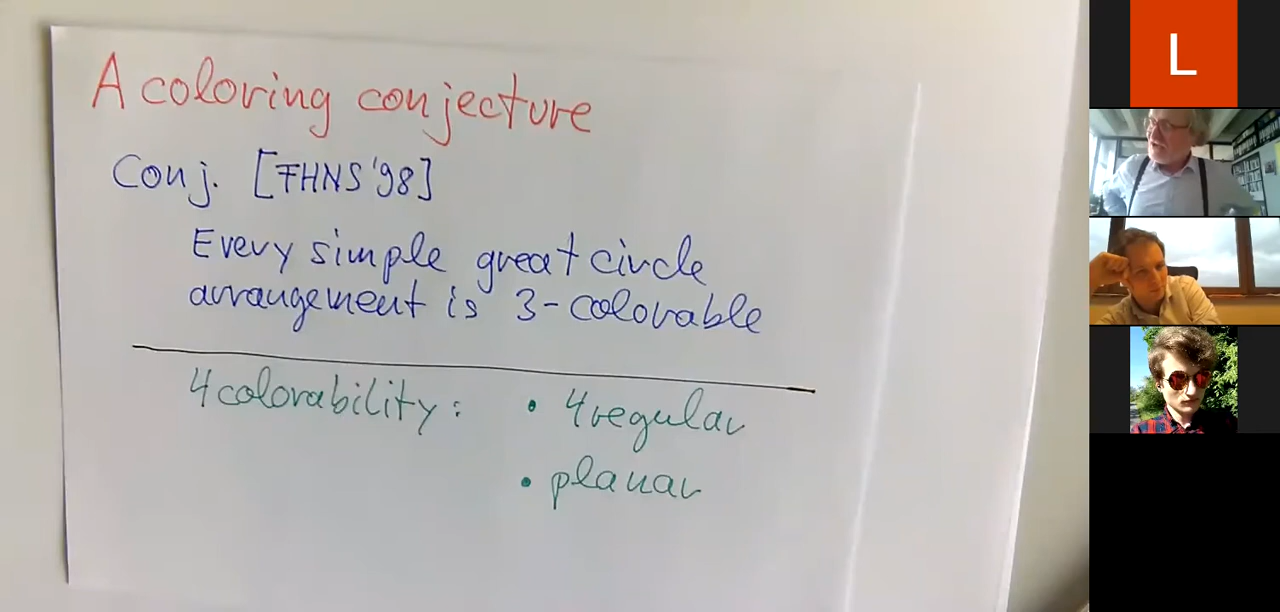 A coloring conjecture
Conj. [FHNS '98]
Every simple great circle
arrangement is 3-colorable
4 colorability: • 4 regular
• planar
L